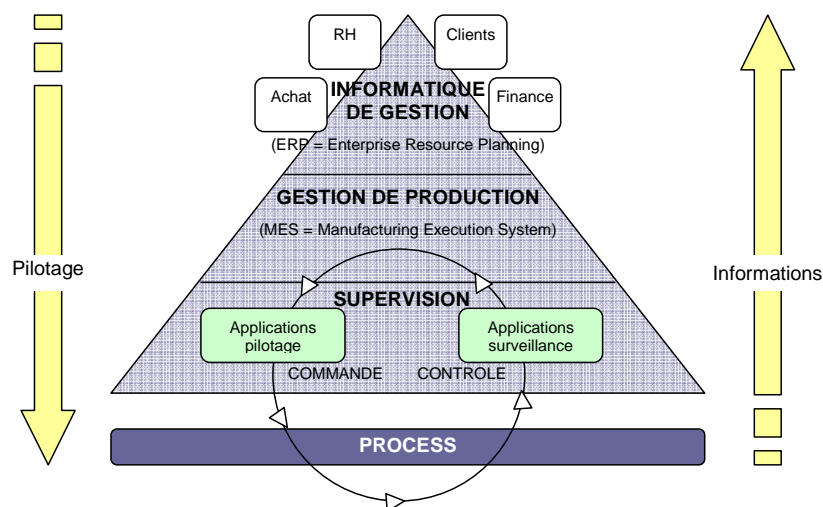 RH
Clients
Achat
INFORMATIQUE
DE GESTION
Finance
(ERP = Enterprise Resource Planning)
GESTION DE PRODUCTION
(MES = Manufacturing Execution System)
Pilotage
Informations
SUPERVISION
Applications
pilotage
Applications
surveillance
COMMANDE
CONTROLE
PROCESS